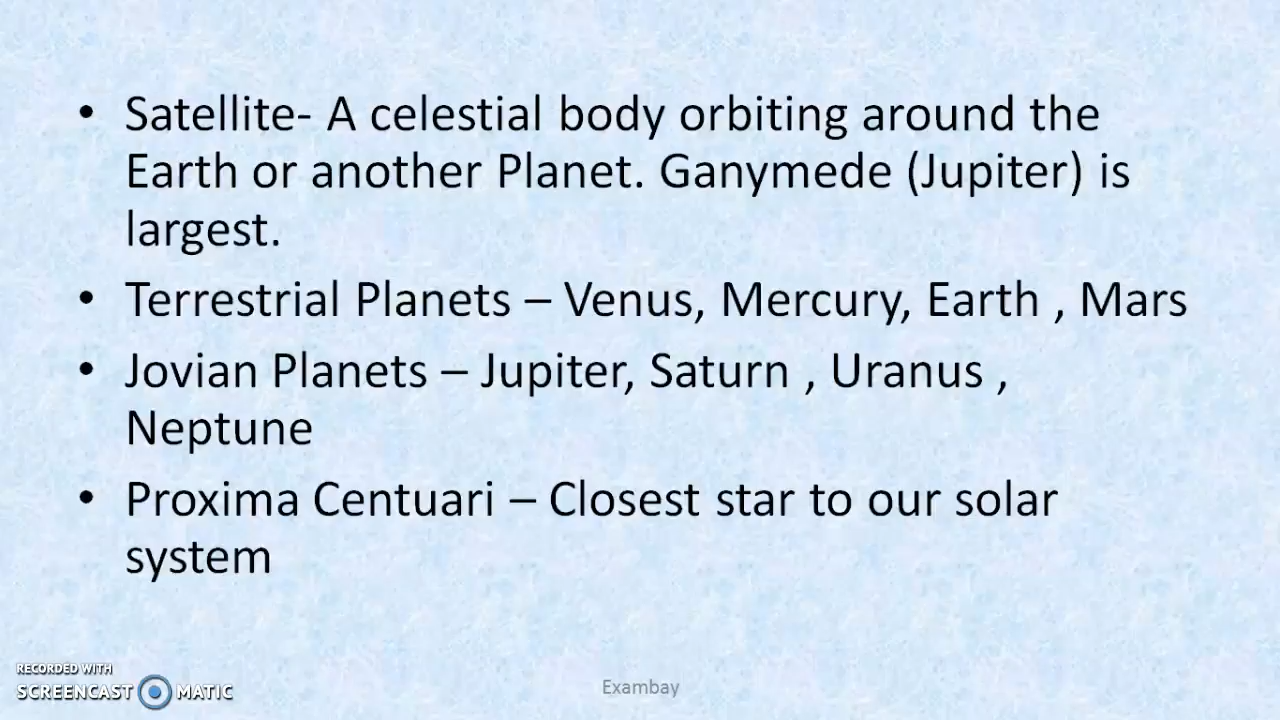 • Satellite- A celestial body orbiting around the
Earth or another Planet. Ganymede (Jupiter) is
largest.
• Terrestrial Planets – Venus, Mercury, Earth , Mars
• Jovian Planets – Jupiter, Saturn , Uranus ,
Neptune
• Proxima Centuari – Closest star to our solar
system
RECORDED WITH
SCREENCAST MATIC
Exambay